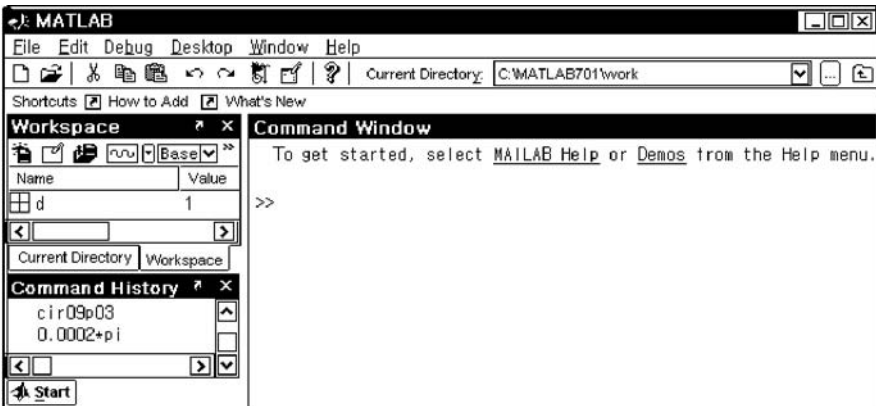 MATLAB
File Edit Debug Desktop Window Help
Current Directory: C:\MATLAB701\work
Shortcuts How to Add What's New
Workspace
Base
Name Value
d 1
Current Directory Workspace
Command History
cir09p03
0.0002*pi
Start
Command Window
To get started, select MAILAB Help or Demos trom the Help menu.
>>